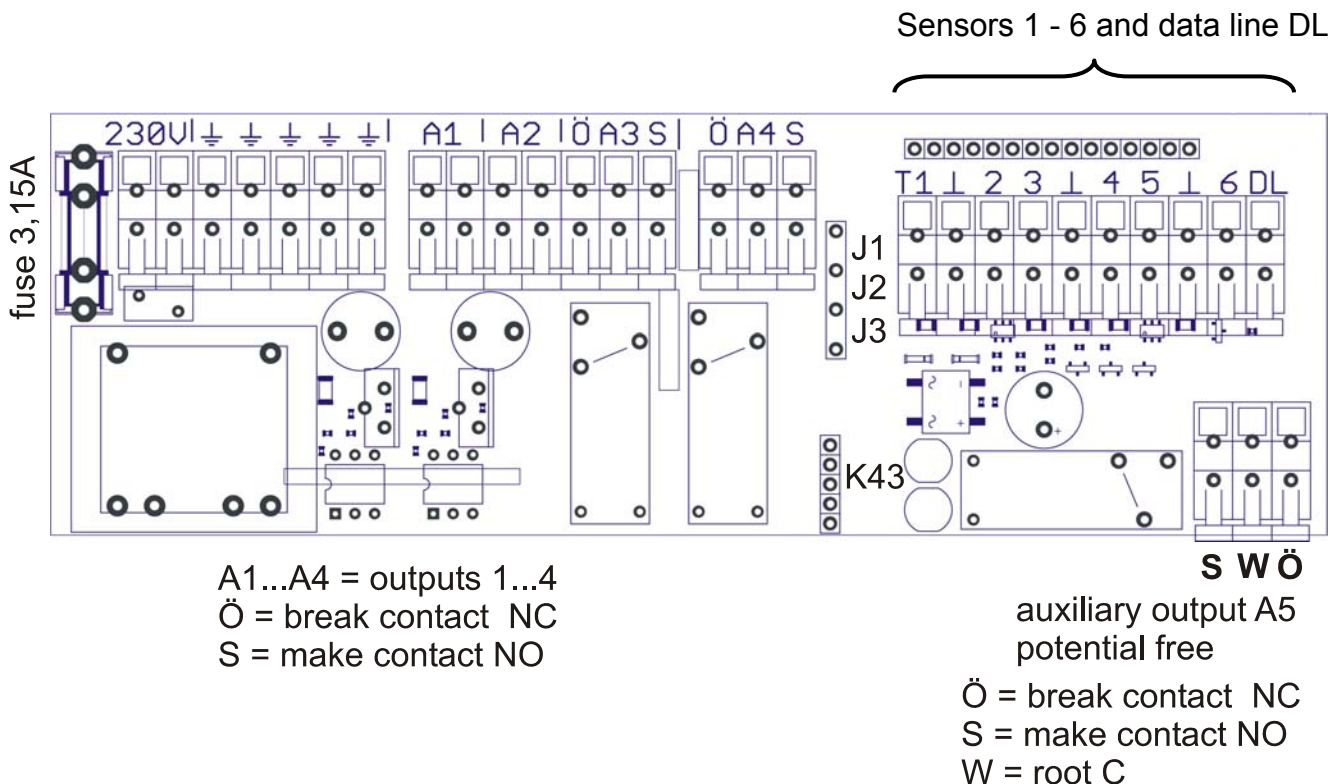 Sensors 1 - 6 and data line DL
fuse 3,15A
230V ⏚ ⏚ ⏚ ⏚ ⏚ A1 A2 Ö A3 S Ö A4 S
T1 ⊥ 2 3 ⊥ 4 5 ⊥ 6 DL
J1
J2
J3
K43
~ -
~ +
+
S W Ö
A1...A4 = outputs 1...4
Ö = break contact NC
S = make contact NO
auxiliary output A5
potential free
Ö = break contact NC
S = make contact NO
W = root C